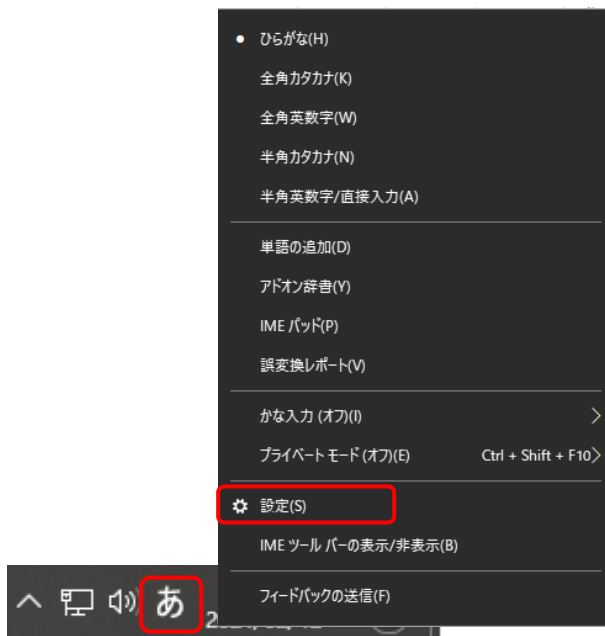 ひらがな(H)
全角カタカナ(K)
全角英数字(W)
半角カタカナ(N)
半角英数字/直接入力(A)
単語の追加(D)
アドオン辞書(Y)
IME パッド(P)
誤変換レポート(V)
かな入力 (オフ)(I)
プライベート モード (オフ)(E) Ctrl + Shift + F10
設定(S)
IME ツール バーの表示/非表示(B)
フィードバックの送信(F)
あ